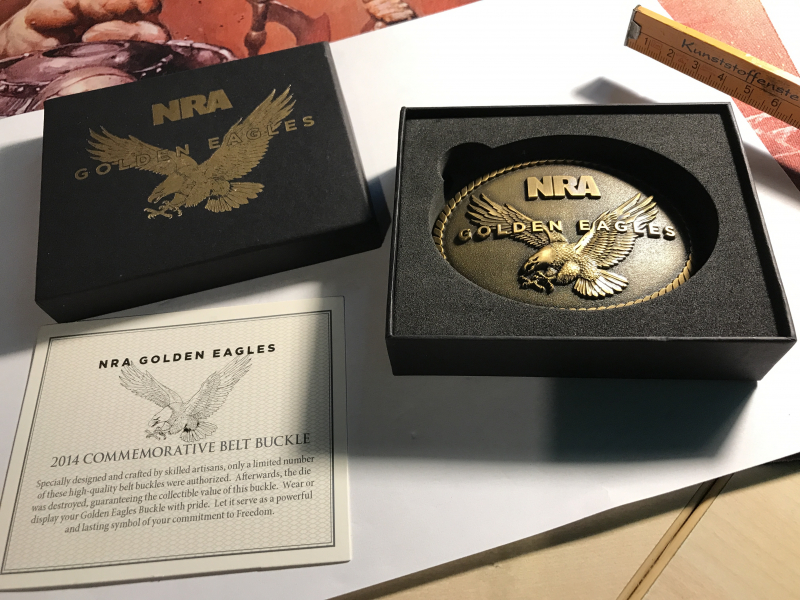 NRA
GOLDEN EAGLES
NRA
GOLDEN EAGLES
Kunststoffenste
1 2 3 4 5 6
NRA GOLDEN EAGLES
2014 COMMEMORATIVE BELT BUCKLE
Specially designed and crafted by skilled artisans, only a limited number
of these high-quality belt buckles were authorized. Afterwards, the die
was destroyed, guaranteeing the collectible value of this buckle. Wear or
display your Golden Eagles Buckle with pride. Let it serve as a powerful
and lasting symbol of your commitment to Freedom.